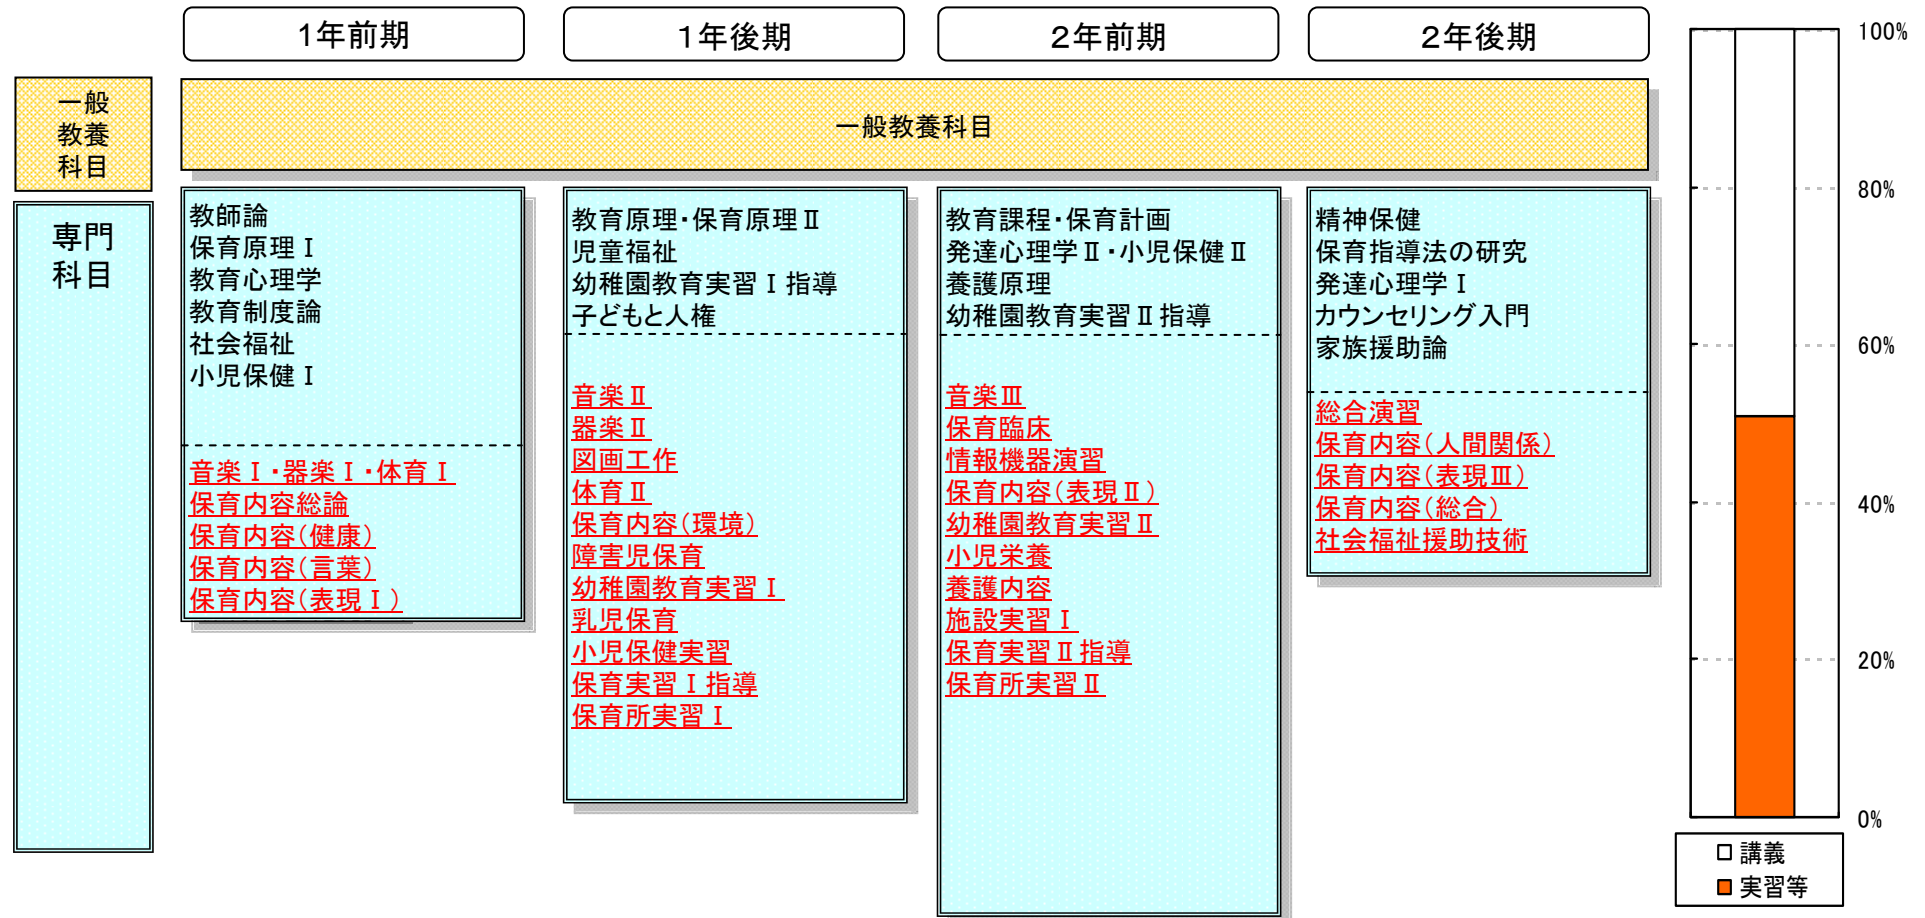 1年前期
1年後期
2年前期
2年後期
一般
教養
科目
一般教養科目
専門
科目
教師論
保育原理Ⅰ
教育心理学
教育制度論
社会福祉
小児保健Ⅰ
音楽Ⅰ・器楽Ⅰ・体育Ⅰ
保育内容総論
保育内容(健康)
保育内容(言葉)
保育内容(表現Ⅰ)
教育原理・保育原理Ⅱ
児童福祉
幼稚園教育実習Ⅰ指導
子どもと人権
音楽Ⅱ
器楽Ⅱ
図画工作
体育Ⅱ
保育内容(環境)
障害児保育
幼稚園教育実習Ⅰ
乳児保育
小児保健実習
保育実習Ⅰ指導
保育所実習Ⅰ
教育課程・保育計画
発達心理学Ⅱ・小児保健Ⅱ
養護原理
幼稚園教育実習Ⅱ指導
音楽Ⅲ
保育臨床
情報機器演習
保育内容(表現Ⅱ)
幼稚園教育実習Ⅱ
小児栄養
養護内容
施設実習Ⅰ
保育実習Ⅱ指導
保育所実習Ⅱ
精神保健
保育指導法の研究
発達心理学Ⅰ
カウンセリング入門
家族援助論
総合演習
保育内容(人間関係)
保育内容(表現Ⅲ)
保育内容(総合)
社会福祉援助技術
100%
80%
60%
40%
20%
0%
講義
実習等